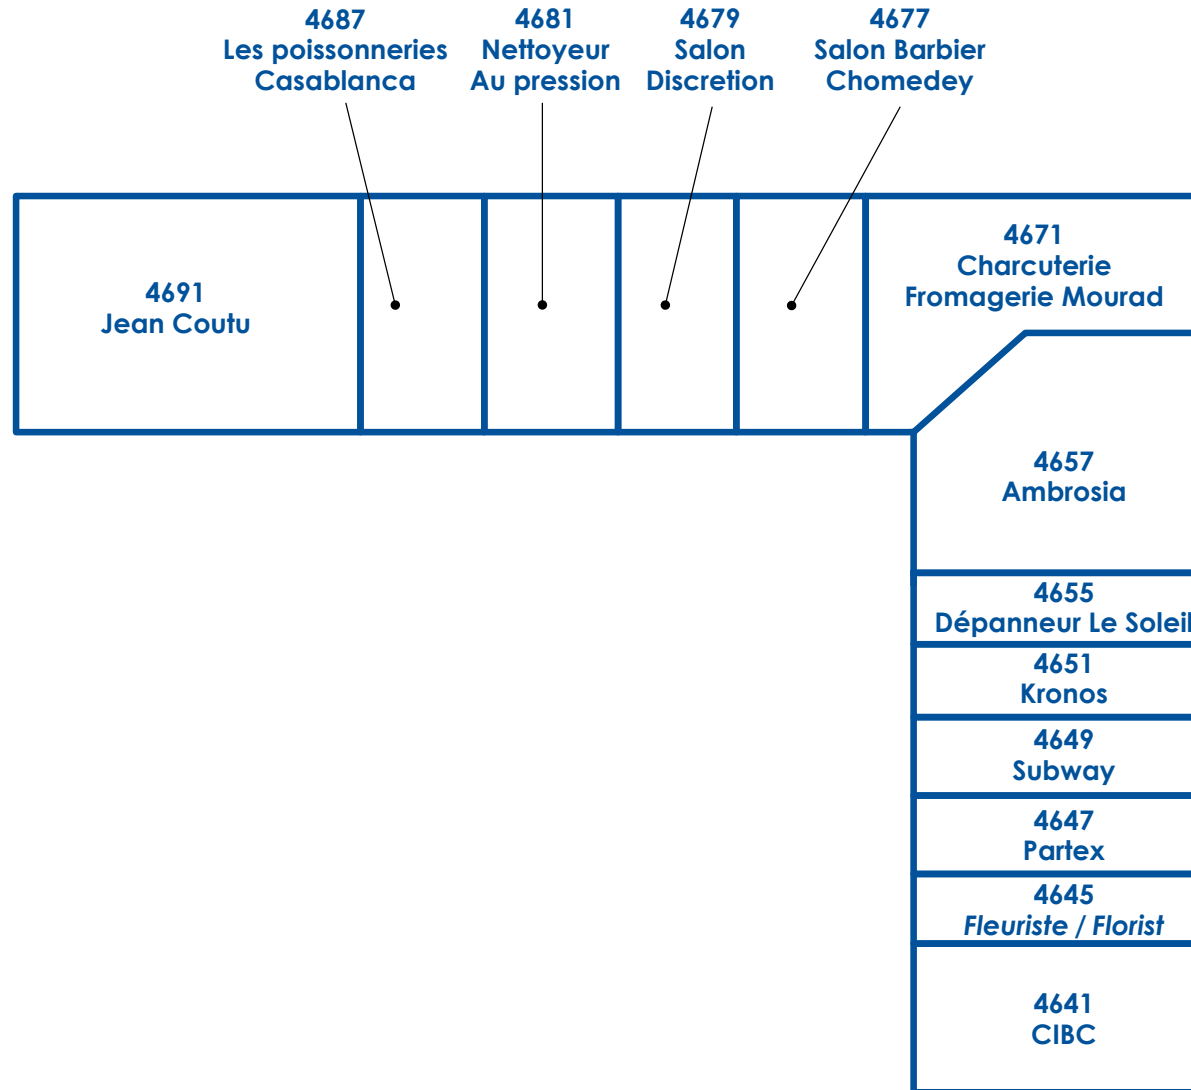 4687
Les poissonneries
Casablanca
4681
Nettoyeur
Au pression
4679
Salon
Discretion
4677
Salon Barbier
Chomedey
4691
Jean Coutu
4671
Charcuterie
Fromagerie Mourad
4657
Ambrosia
4655
Dépanneur Le Soleil
4651
Kronos
4649
Subway
4647
Partex
4645
Fleuriste / Florist
4641
CIBC